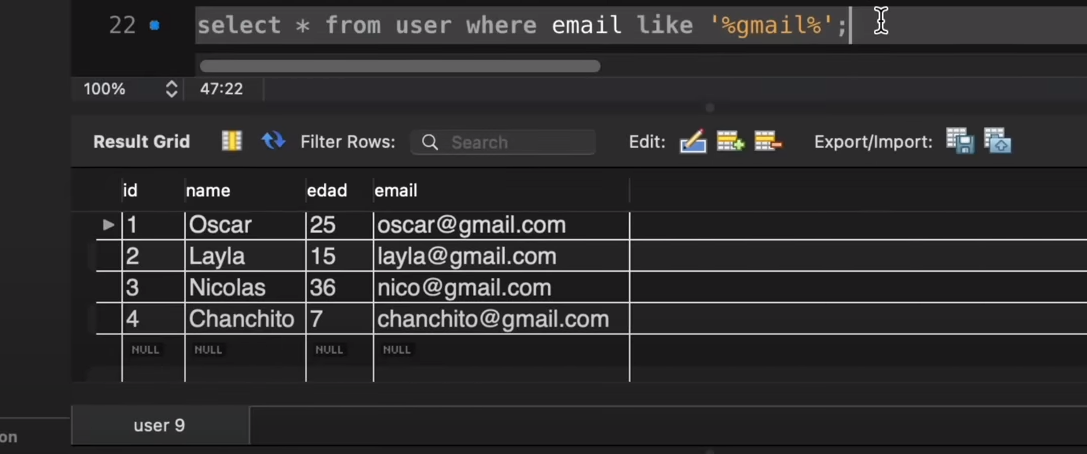 22 select * from user where email like '%gmail%';
100% 47:22
Result Grid Filter Rows: Search Edit: Export/Import:
id name edad email
1 Oscar 25 oscar@gmail.com
2 Layla 15 layla@gmail.com
3 Nicolas 36 nico@gmail.com
4 Chanchito 7 chanchito@gmail.com
NULL NULL NULL NULL
user 9
on